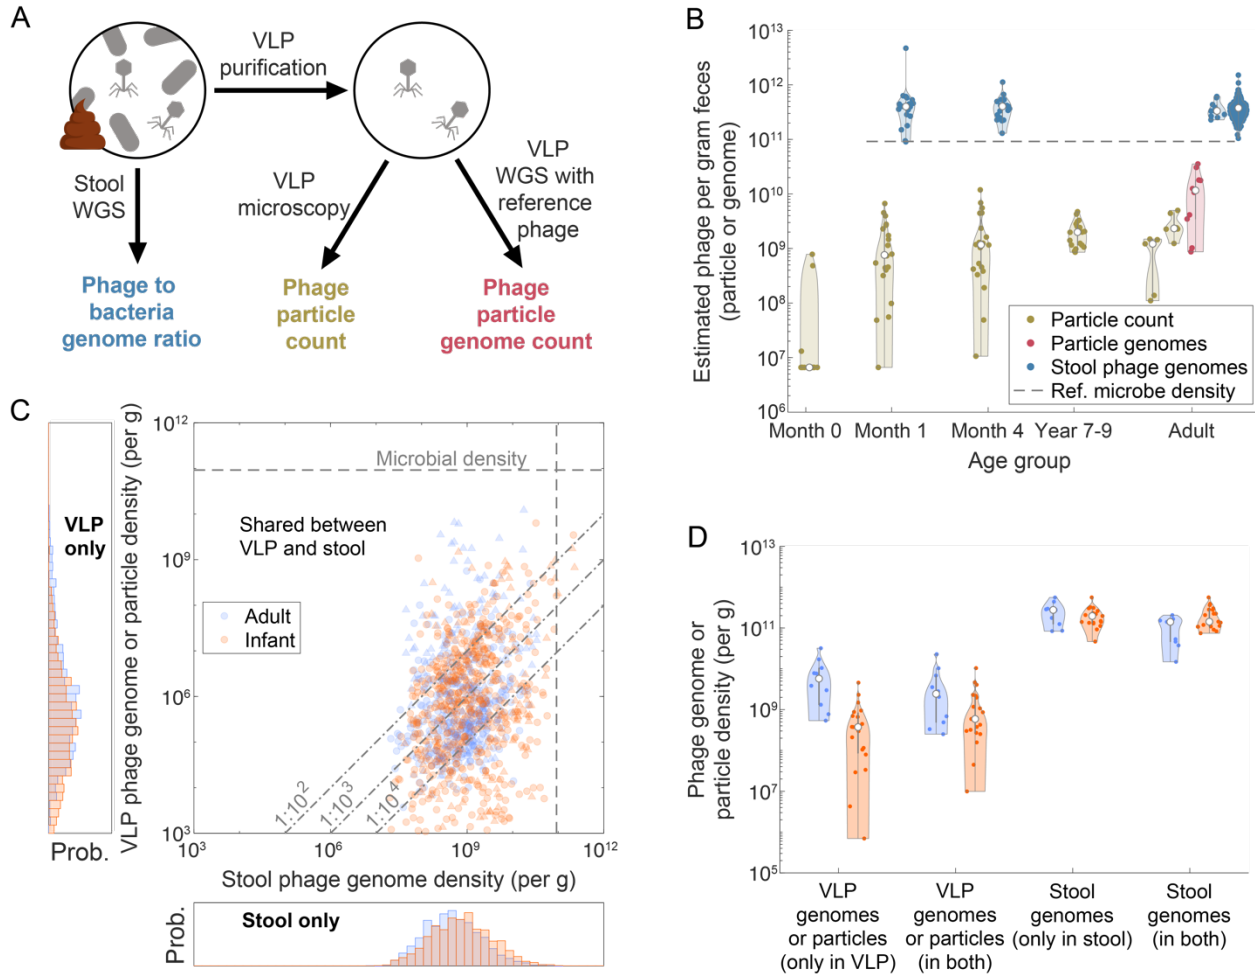 A
VLP
purification
Stool
WGS
VLP
microscopy
VLP
WGS with
reference
phage
Phage to
bacteria
genome ratio
Phage
particle
count
Phage
particle
genome count
B
Estimated phage per gram feces
(particle or genome)
10^13
10^12
10^11
10^10
10^9
10^8
10^7
10^6
Particle count
Particle genomes
Stool phage genomes
Ref. microbe density
Month 0
Month 1
Month 4
Year 7-9
Adult
Age group
C
VLP
only
Prob.
VLP phage genome or particle density (per g)
10^12
10^9
10^6
10^3
Microbial density
Shared between
VLP and stool
Adult
Infant
1:10^2
1:10^3
1:10^4
10^3
10^6
10^9
10^12
Stool phage genome density (per g)
Prob.
Stool only
D
Phage genome or
particle density (per g)
10^13
10^11
10^9
10^7
10^5
VLP
genomes
or particles
(only in VLP)
VLP
genomes
or particles
(in both)
Stool
genomes
(only in stool)
Stool
genomes
(in both)